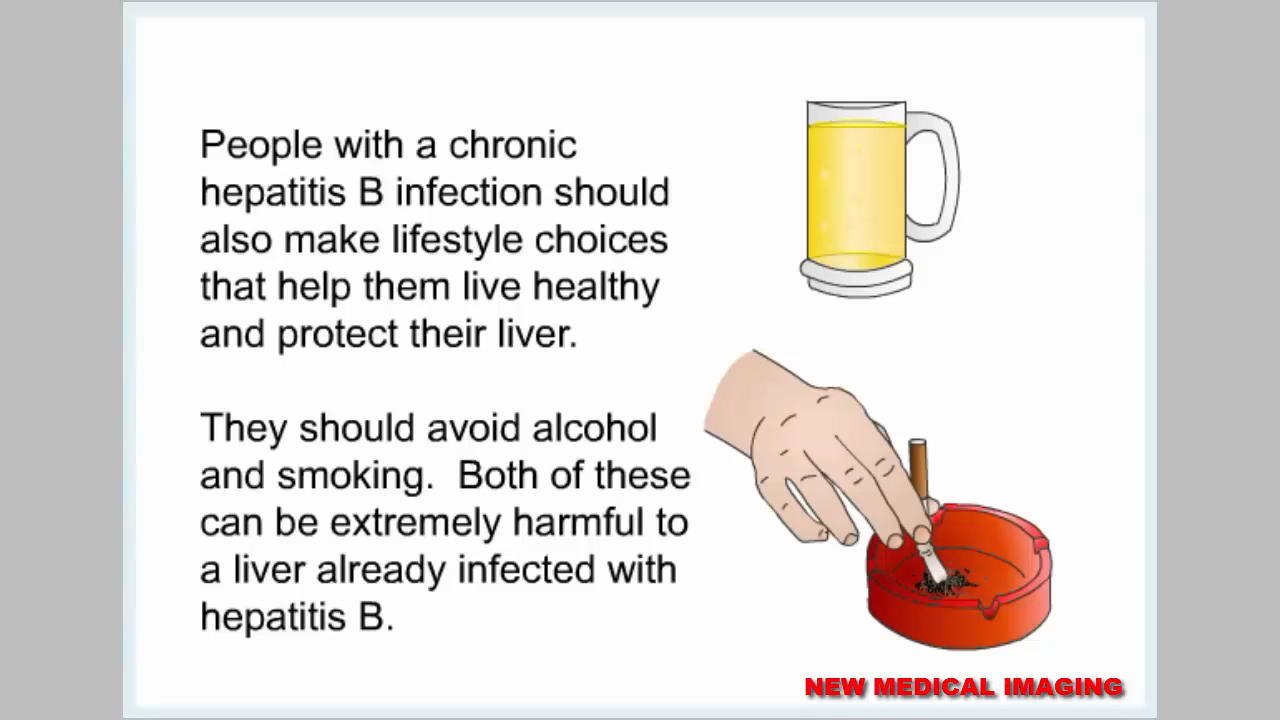 People with a chronic
hepatitis B infection should
also make lifestyle choices
that help them live healthy
and protect their liver.
They should avoid alcohol
and smoking.  Both of these
can be extremely harmful to
a liver already infected with
hepatitis B.
NEW MEDICAL IMAGING